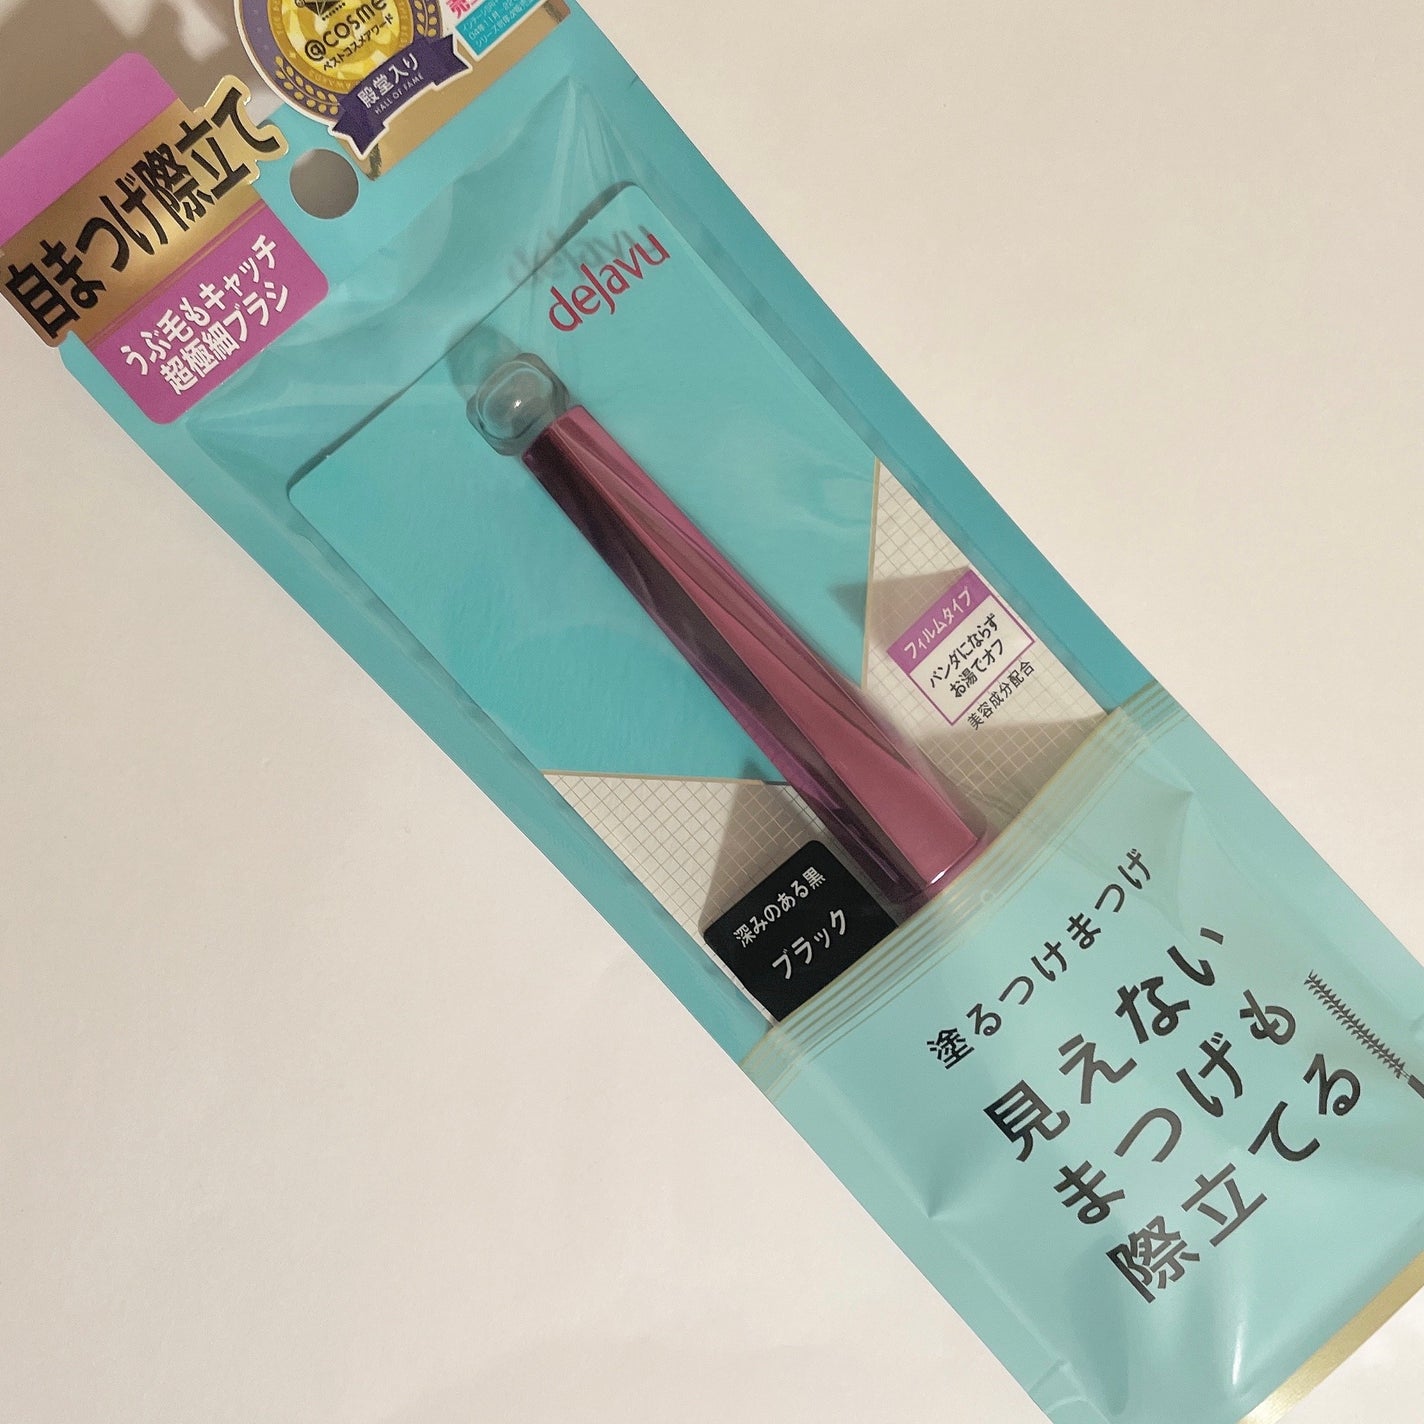 @cosme
ベストコスメアワード
殿堂入り
HALL OF FAME
自まつげ際立て
うぶ毛もキャッチ
超極細ブラシ
dejavu
フィルムタイプ
パンダにならず
お湯でオフ
美容成分配合
深みのある黒
ブラック
塗るつけまつげ
見えない
まつげも
際立てる